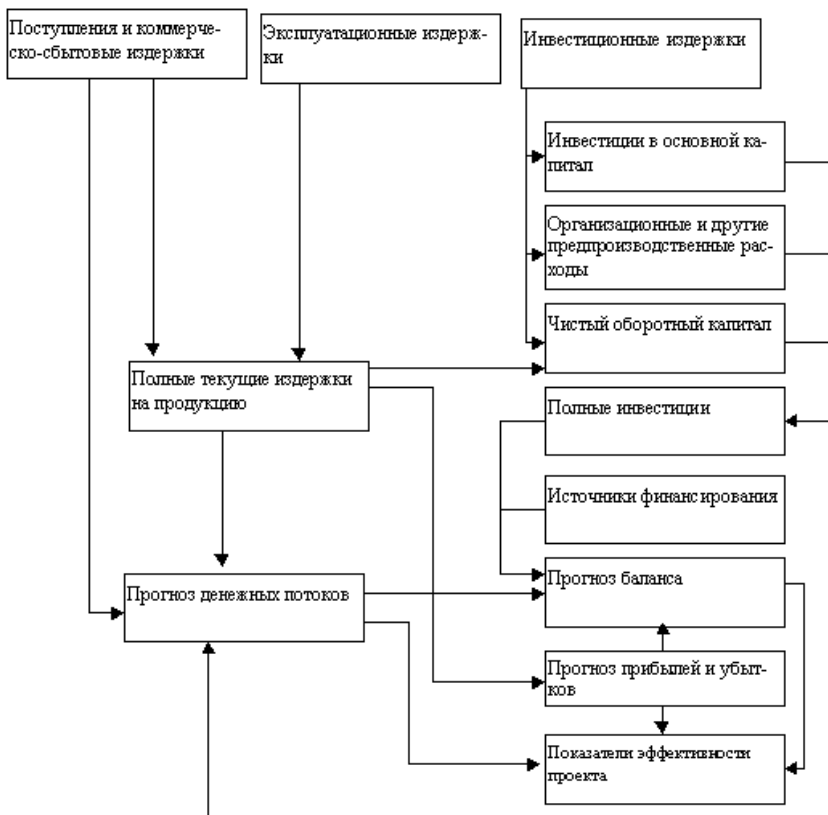 Поступления и коммерче-
ско-сбытовые издержки
Эксплуатационные издерж-
ки
Инвестиционные издержки
Инвестиции в основной ка-
питал
Организационные и другие
предпроизводственные рас-
ходы
Чистый оборотный капитал
Полные текущие издержки
на продукцию
Полные инвестиции
Источники финансирования
Прогноз баланса
Прогноз денежных потоков
Прогноз прибылей и убыт-
ков
Показатели эффективности
проекта